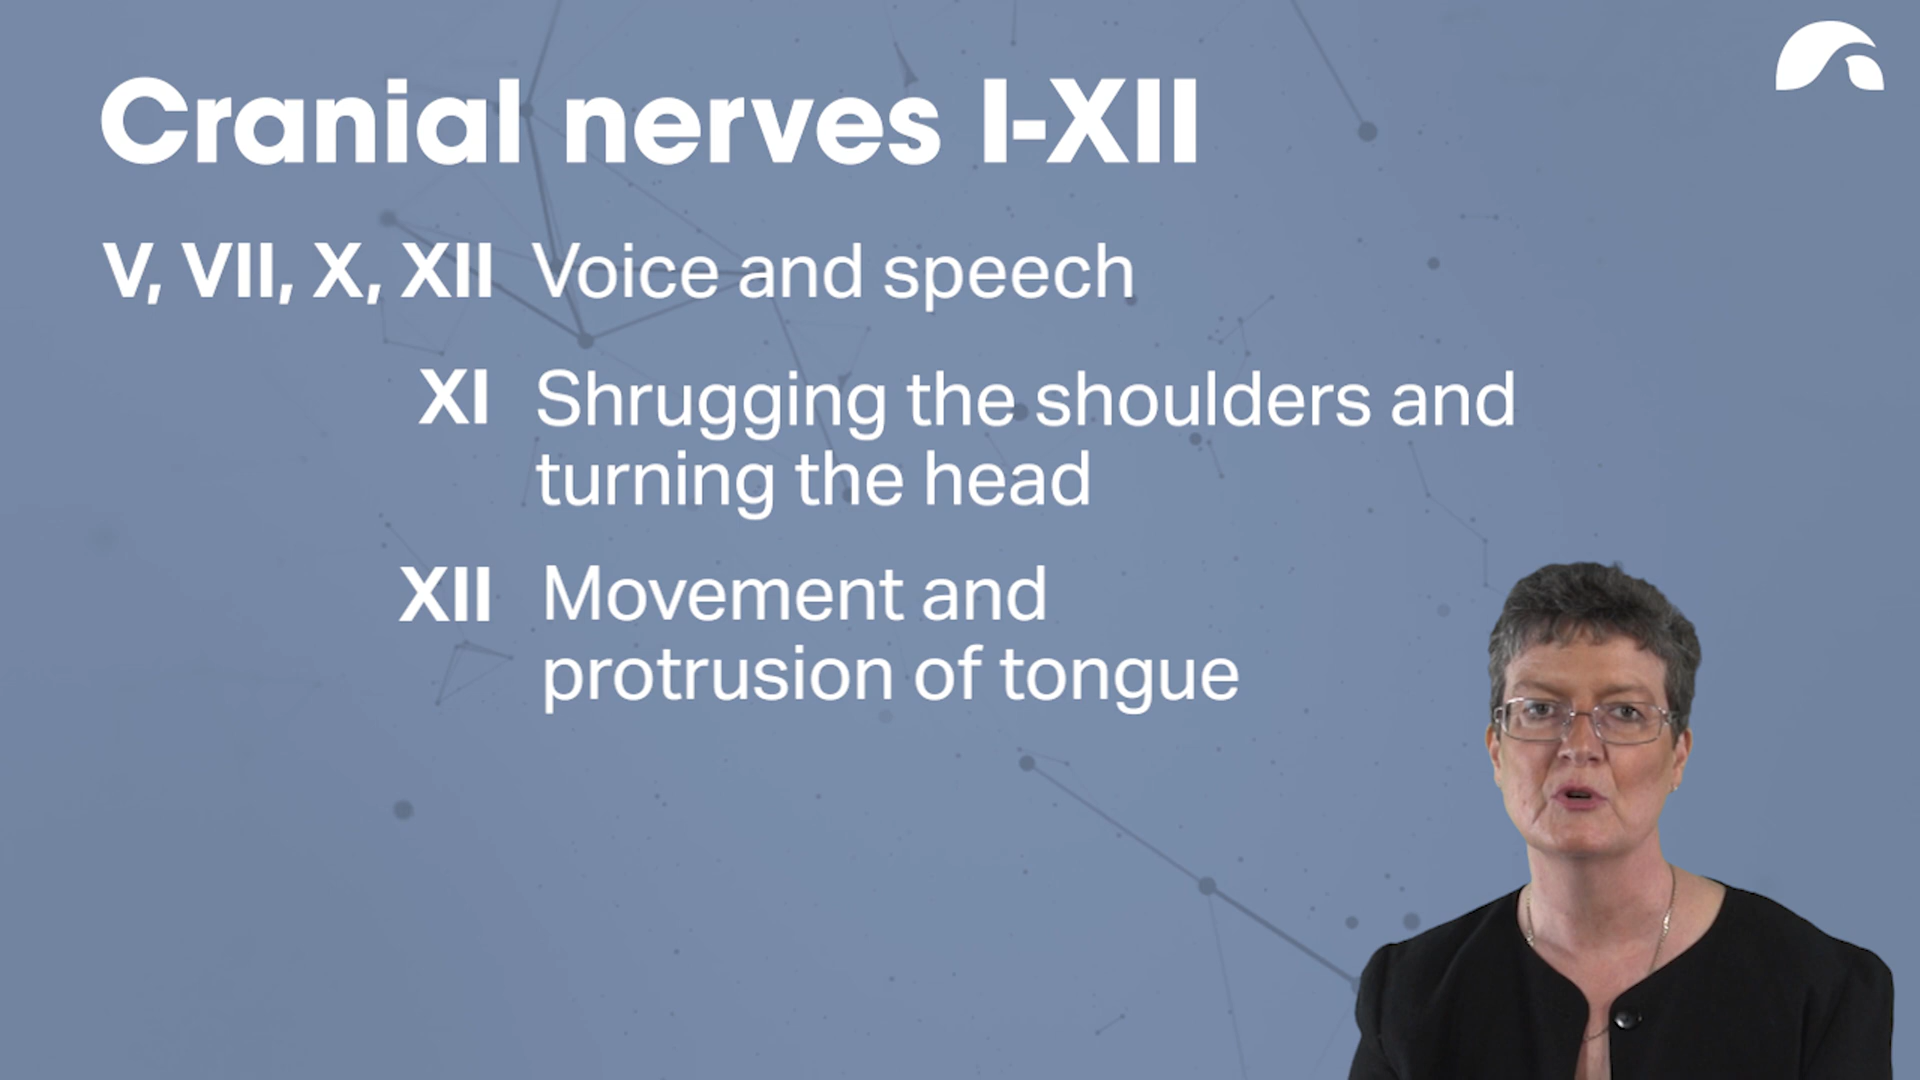 Cranial nerves I-XII
V, VII, X, XII Voice and speech
XI Shrugging the shoulders and
turning the head
XII Movement and
protrusion of tongue